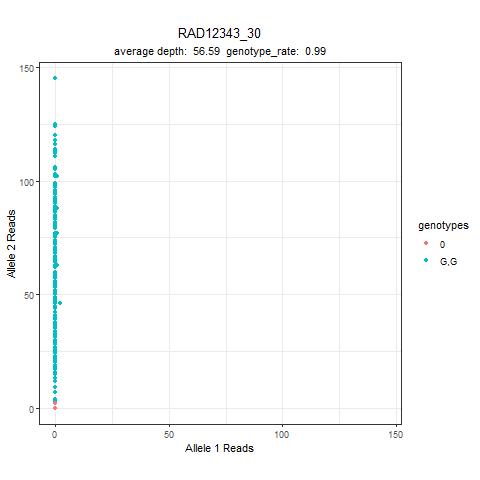 RAD12343_30
average depth:  56.59  genotype_rate:  0.99
150
100
50
0
Allele 2 Reads
0
50
100
150
Allele 1 Reads
genotypes
0
G,G